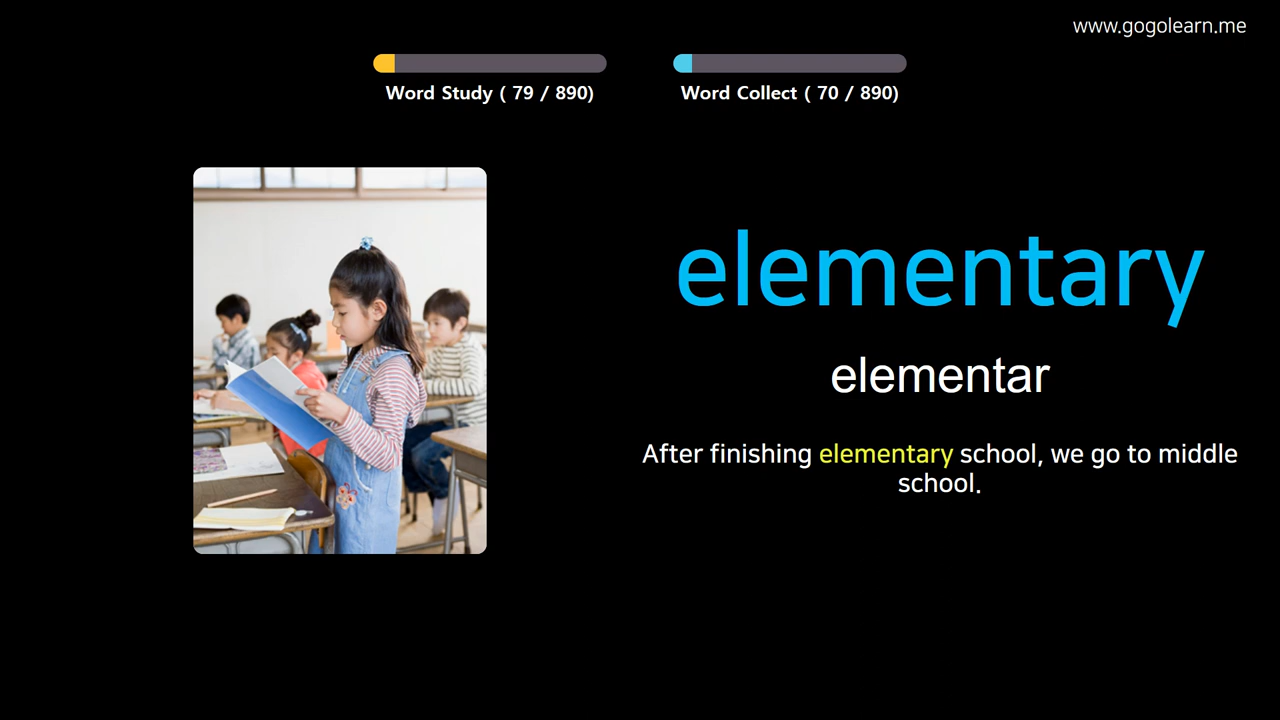 www.gogolearn.me
Word Study ( 79 / 890)
Word Collect ( 70 / 890)
elementary
elementar
After finishing elementary school, we go to middle
school.